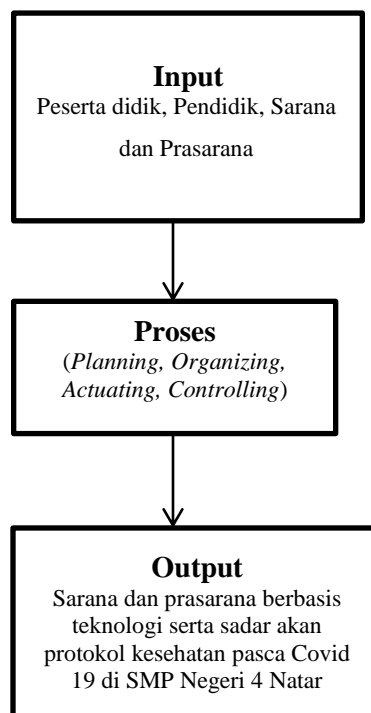 Input
Peserta didik, Pendidik, Sarana
dan Prasarana
Proses
(Planning, Organizing,
Actuating, Controlling)
Output
Sarana dan prasarana berbasis
teknologi serta sadar akan
protokol kesehatan pasca Covid
19 di SMP Negeri 4 Natar